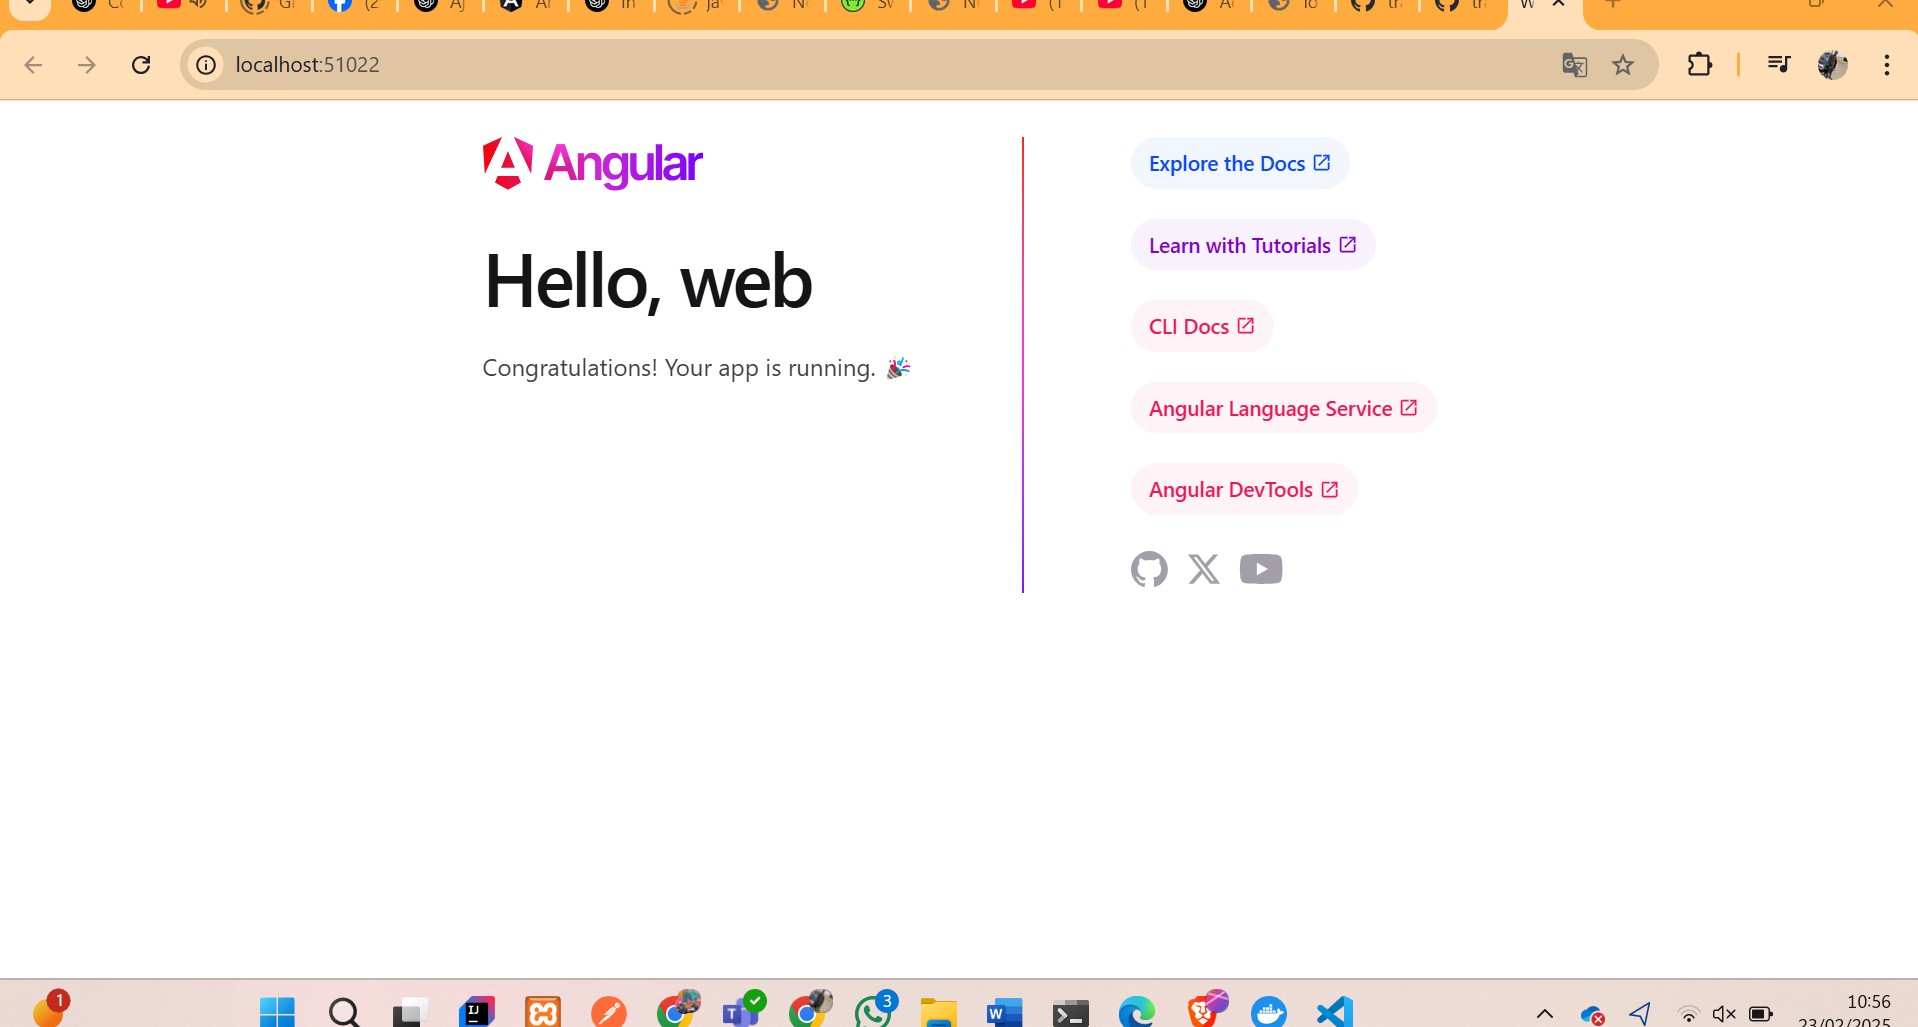 localhost:51022
Angular
Hello, web
Congratulations! Your app is running. 🎉
Explore the Docs
Learn with Tutorials
CLI Docs
Angular Language Service
Angular DevTools
1
3
10:56
23/02/2025